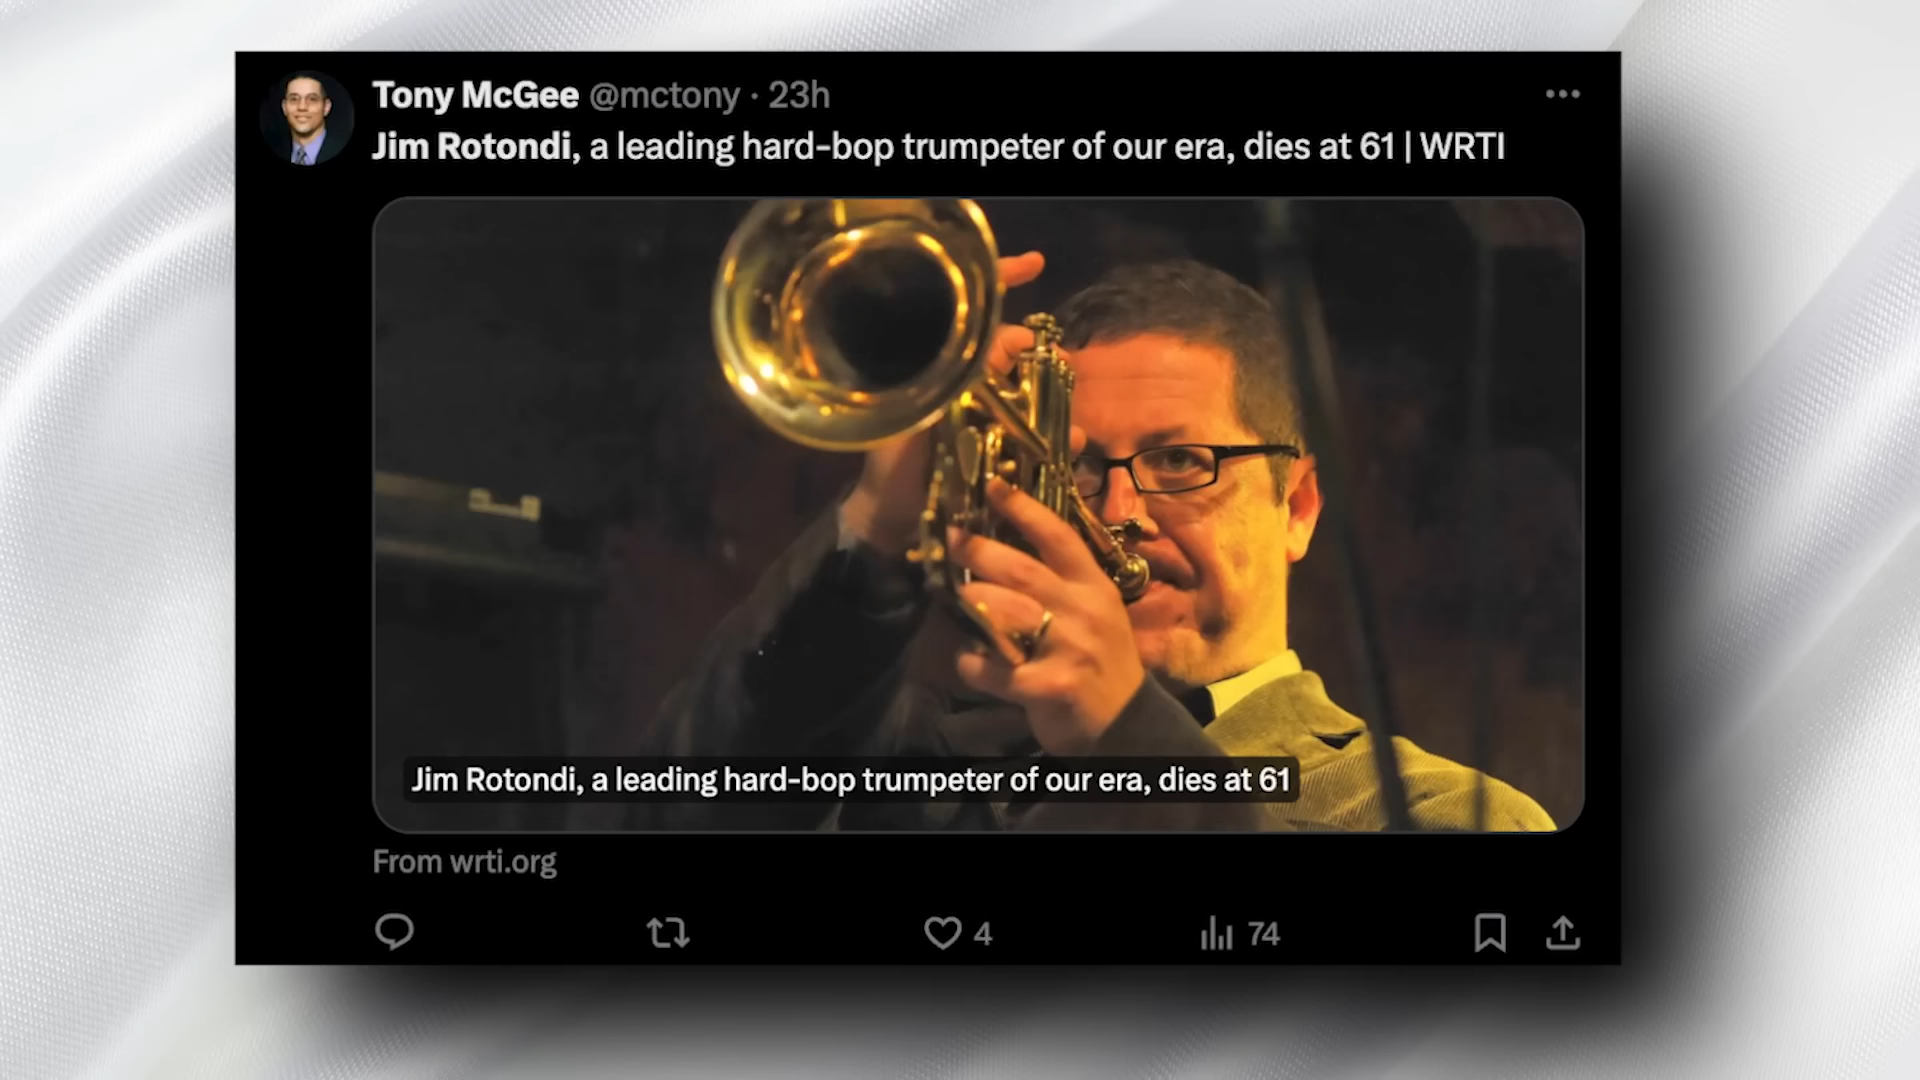 Tony McGee @mctony · 23h
Jim Rotondi, a leading hard-bop trumpeter of our era, dies at 61 | WRTI
Jim Rotondi, a leading hard-bop trumpeter of our era, dies at 61
From wrti.org
4
74